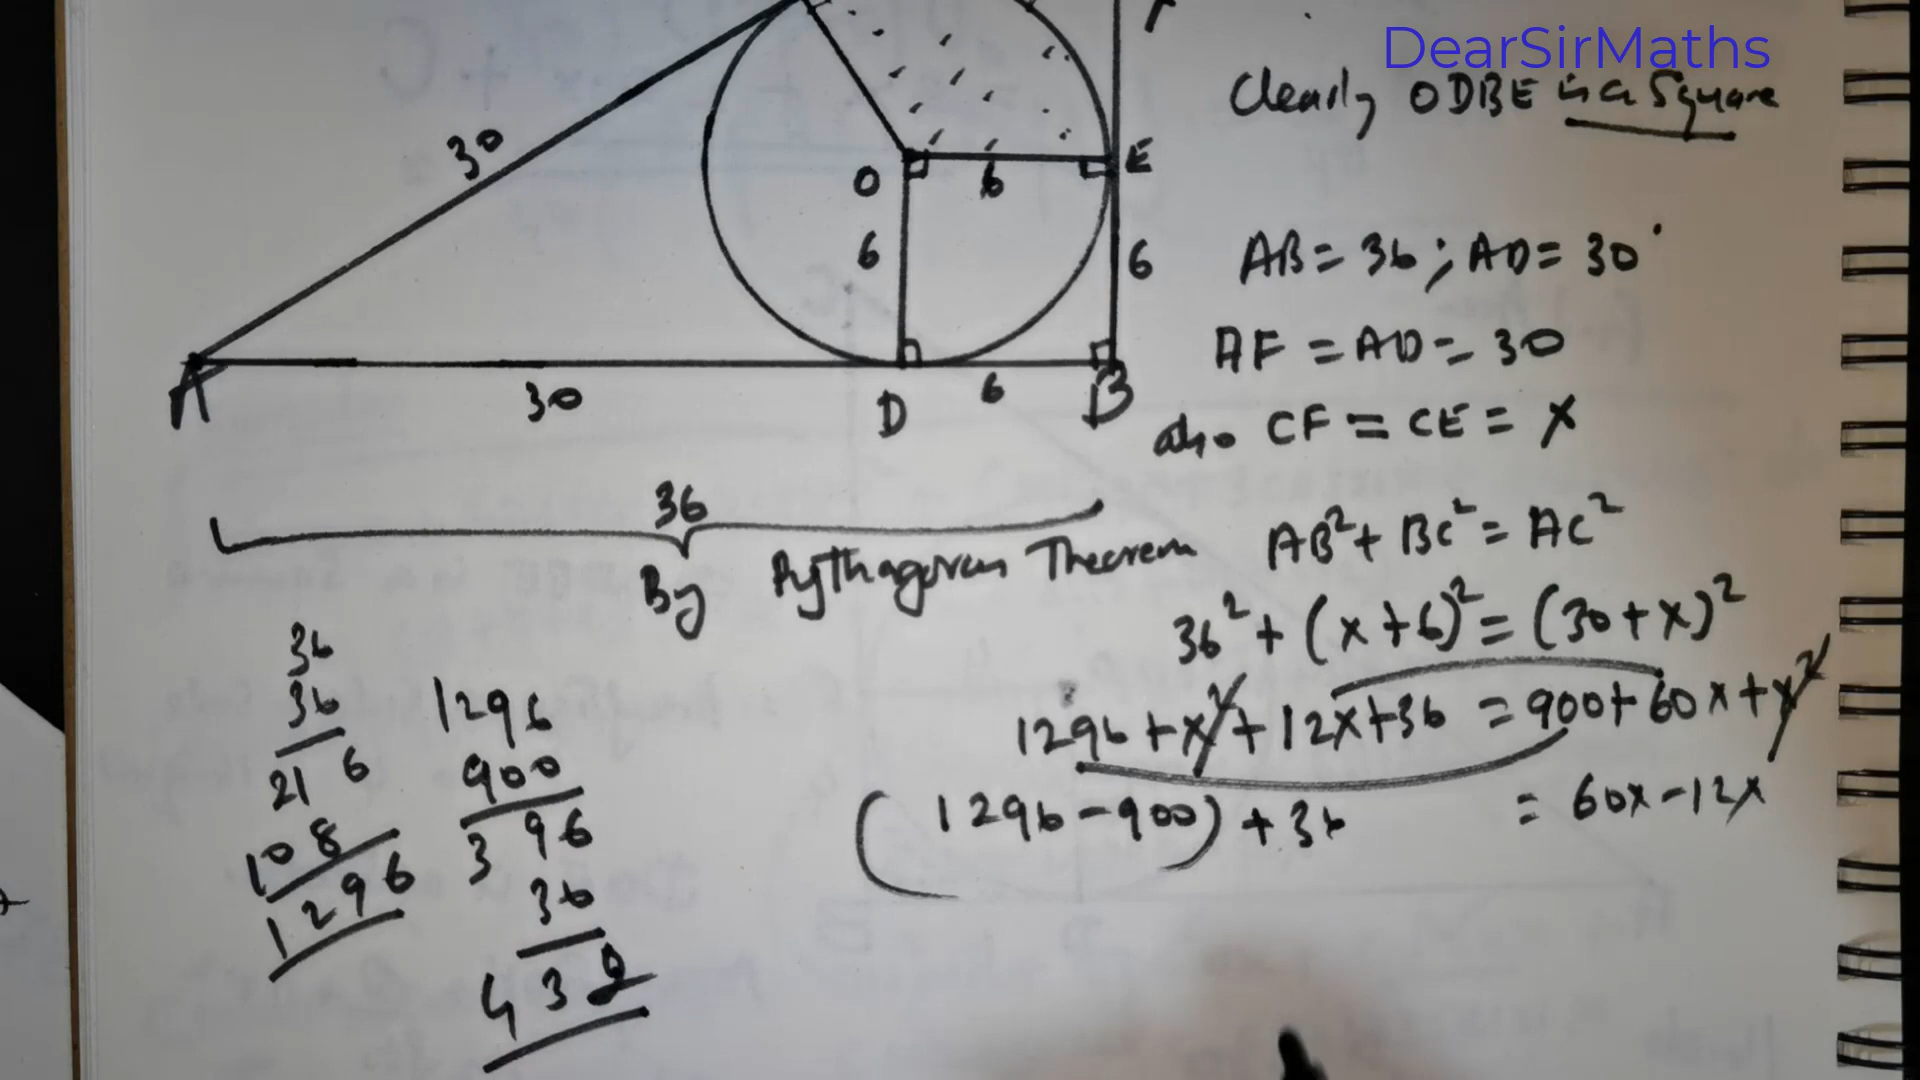 DearSirMaths
Clearly ODBE is a Square
30
O
6
E
6
6
AB = 36 ; AD = 30
AF = AD = 30
A
30
D
6
B
also CF = CE = x
36
By Pythagorean Theorem
AB² + BC² = AC²
36² + (x + 6)² = (30 + x)²
1296 + x² + 12x + 36 = 900 + 60x + x²
(1296 - 900) + 36 = 60x - 12x
36
36
216
108
1296
1296
900
396
36
432